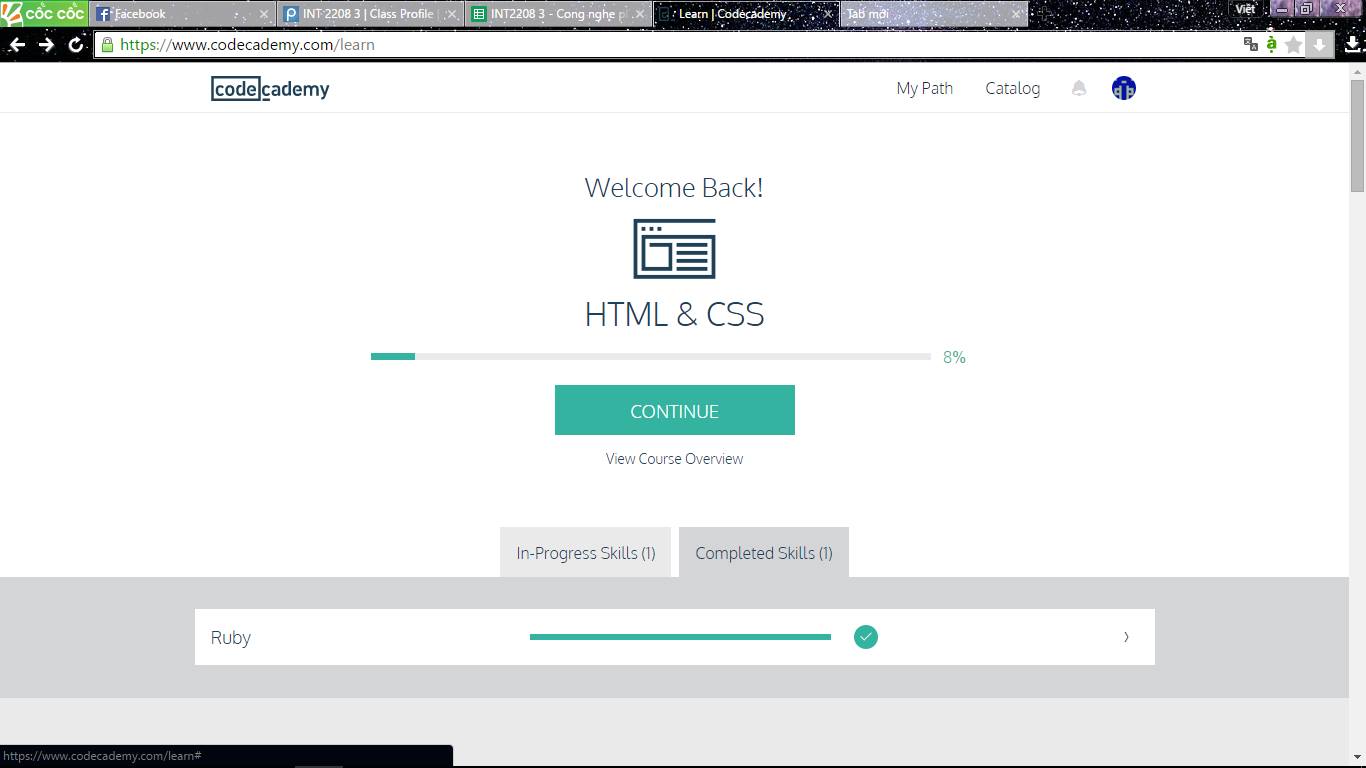 cốc cốc
Facebook
INT 2208 3 | Class Profile |
INT2208 3 - Cong nghe p
Learn | Codecademy
Tab mới
Việt
https://www.codecademy.com/learn
codecademy
My Path
Catalog
Welcome Back!
HTML & CSS
8%
CONTINUE
View Course Overview
In-Progress Skills (1)
Completed Skills (1)
Ruby
https://www.codecademy.com/learn#